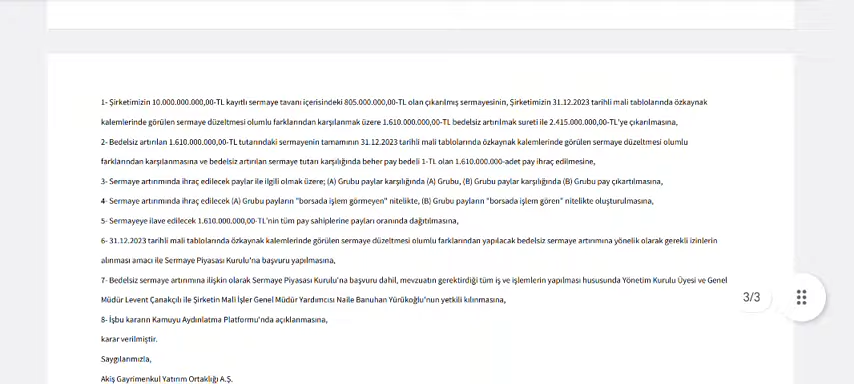 1- Şirketimizin 10.000.000.000,00-TL kayıtlı sermaye tavanı içerisindeki 805.000.000,00-TL olan çıkarılmış sermayesinin, Şirketimizin 31.12.2023 tarihli mali tablolarında özkaynak
kalemlerinde görülen sermaye düzeltmesi olumlu farklarından karşılanmak üzere 1.610.000.000,00-TL bedelsiz artırılmak sureti ile 2.415.000.000,00-TL'ye çıkarılmasına,
2- Bedelsiz artırılan 1.610.000.000,00-TL tutarındaki sermayenin tamamının 31.12.2023 tarihli mali tablolarında özkaynak kalemlerinde görülen sermaye düzeltmesi olumlu
farklarından karşılanmasına ve bedelsiz artırılan sermaye tutarı karşılığında beher pay bedeli 1-TL olan 1.610.000.000-adet pay ihraç edilmesine,
3- Sermaye artırımında ihraç edilecek paylar ile ilgili olmak üzere; (A) Grubu paylar karşılığında (A) Grubu, (B) Grubu paylar karşılığında (B) Grubu pay çıkartılmasına,
4- Sermaye artırımında ihraç edilecek (A) Grubu payların "borsada işlem görmeyen" nitelikte, (B) Grubu payların "borsada işlem gören" nitelikte oluşturulmasına,
5- Sermayeye ilave edilecek 1.610.000.000,00-TL'nin tüm pay sahiplerine payları oranında dağıtılmasına,
6- 31.12.2023 tarihli mali tablolarında özkaynak kalemlerinde görülen sermaye düzeltmesi olumlu farklarından yapılacak bedelsiz sermaye artırımına yönelik olarak gerekli izinlerin
alınması amacı ile Sermaye Piyasası Kurulu'na başvuru yapılmasına,
7- Bedelsiz sermaye artırımına ilişkin olarak Sermaye Piyasası Kurulu'na başvuru dahil, mevzuatın gerektirdiği tüm iş ve işlemlerin yapılması hususunda Yönetim Kurulu Üyesi ve Genel
Müdür Levent Çanakçılı ile Şirketin Mali İşler Genel Müdür Yardımcısı Naile Banuhan Yürükoğlu'nun yetkili kılınmasına,
3/3
8- İşbu kararın Kamuyu Aydınlatma Platformu'nda açıklanmasına,
karar verilmiştir.
Saygılarımızla,
Akiş Gayrimenkul Yatırım Ortaklığı A.Ş.